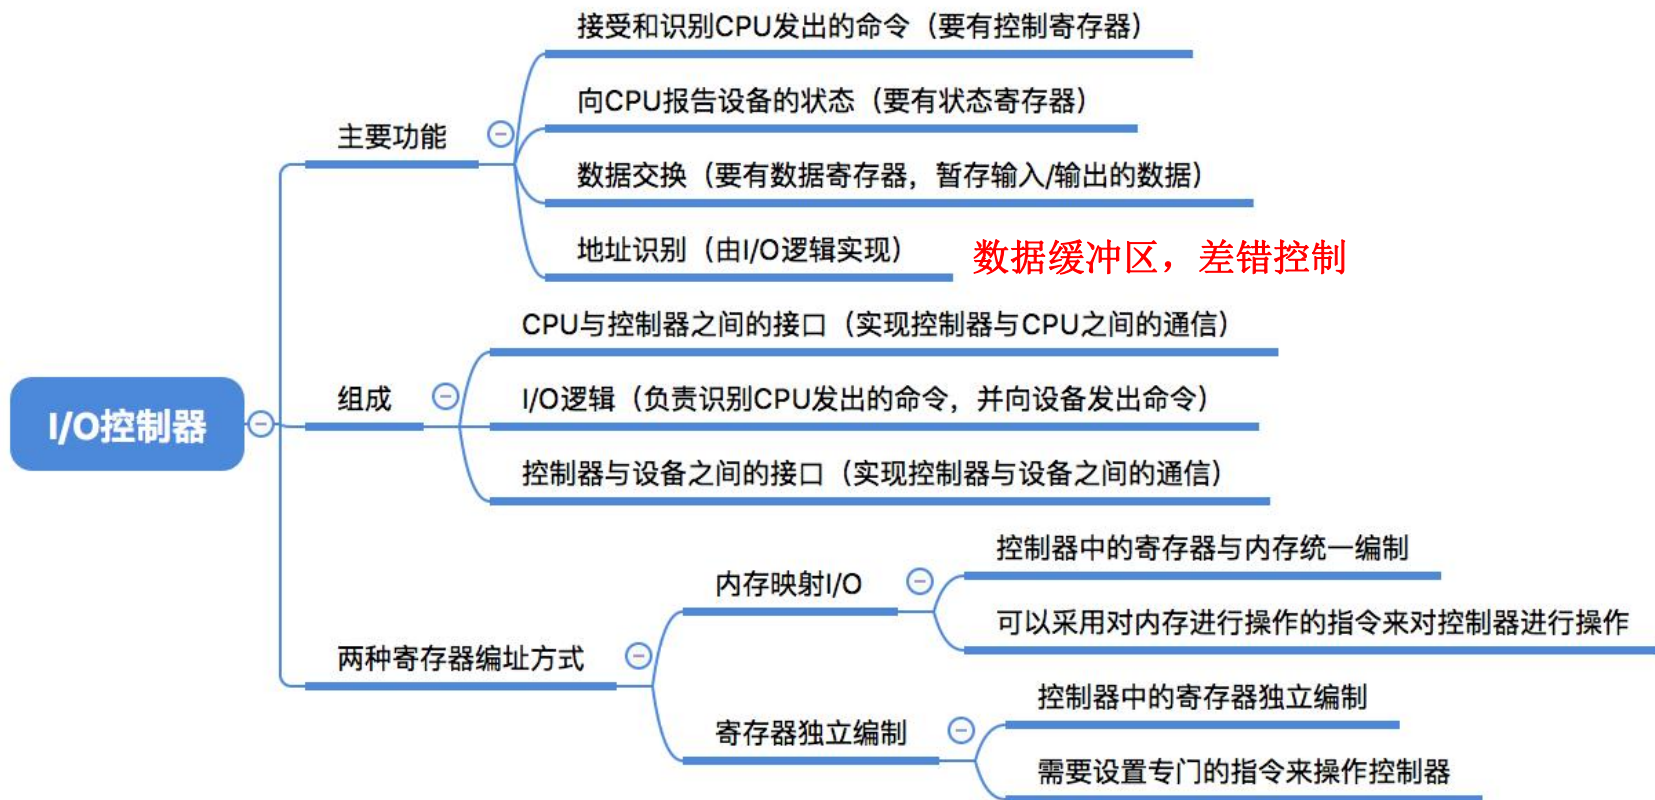 接受和识别CPU发出的命令（要有控制寄存器）
向CPU报告设备的状态（要有状态寄存器）
主要功能
数据交换（要有数据寄存器，暂存输入/输出的数据）
地址识别（由I/O逻辑实现）
数据缓冲区，差错控制
CPU与控制器之间的接口（实现控制器与CPU之间的通信）
组成
I/O逻辑（负责识别CPU发出的命令，并向设备发出命令）
I/O控制器
控制器与设备之间的接口（实现控制器与设备之间的通信）
控制器中的寄存器与内存统一编制
内存映射I/O
可以采用对内存进行操作的指令来对控制器进行操作
两种寄存器编址方式
控制器中的寄存器独立编制
寄存器独立编制
需要设置专门的指令来操作控制器